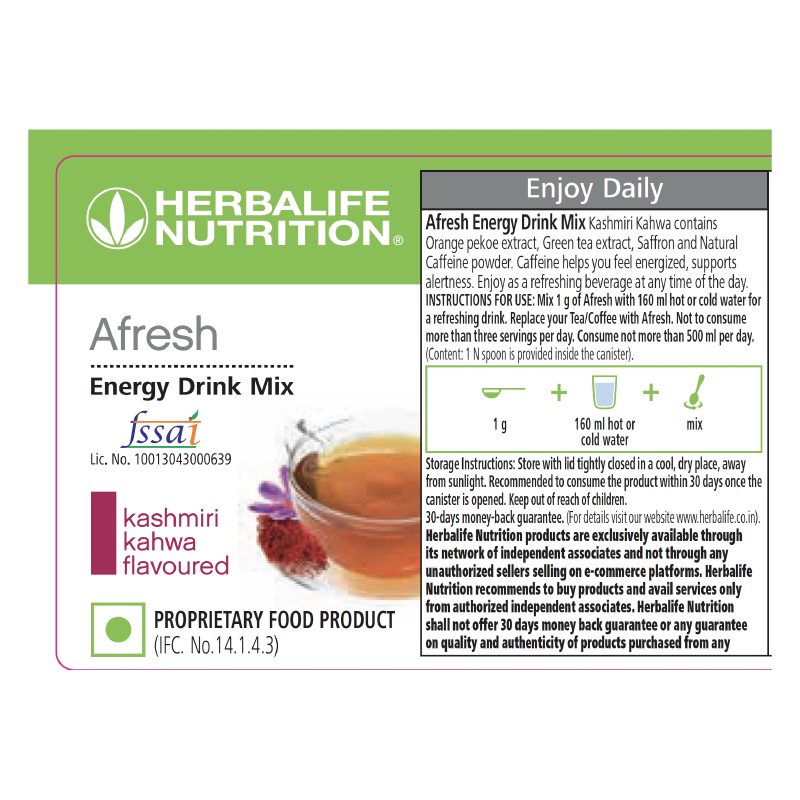 HERBALIFE
NUTRITION®
Afresh
Energy Drink Mix
fssai
Lic. No. 10013043000639
kashmiri
kahwa
flavoured
PROPRIETARY FOOD PRODUCT
(IFC. No.14.1.4.3)
Enjoy Daily
Afresh Energy Drink Mix Kashmiri Kahwa contains
Orange pekoe extract, Green tea extract, Saffron and Natural
Caffeine powder. Caffeine helps you feel energized, supports
alertness. Enjoy as a refreshing beverage at any time of the day.
INSTRUCTIONS FOR USE: Mix 1 g of Afresh with 160 ml hot or cold water for
a refreshing drink. Replace your Tea/Coffee with Afresh. Not to consume
more than three servings per day. Consume not more than 500 ml per day.
(Content: 1 N spoon is provided inside the canister).
+ +
1 g 160 ml hot or mix
cold water
Storage Instructions: Store with lid tightly closed in a cool, dry place, away
from sunlight. Recommended to consume the product within 30 days once the
canister is opened. Keep out of reach of children.
30-days money-back guarantee. (For details visit our website www.herbalife.co.in).
Herbalife Nutrition products are exclusively available through
its network of independent associates and not through any
unauthorized sellers selling on e-commerce platforms. Herbalife
Nutrition recommends to buy products and avail services only
from authorized independent associates. Herbalife Nutrition
shall not offer 30 days money back guarantee or any guarantee
on quality and authenticity of products purchased from any